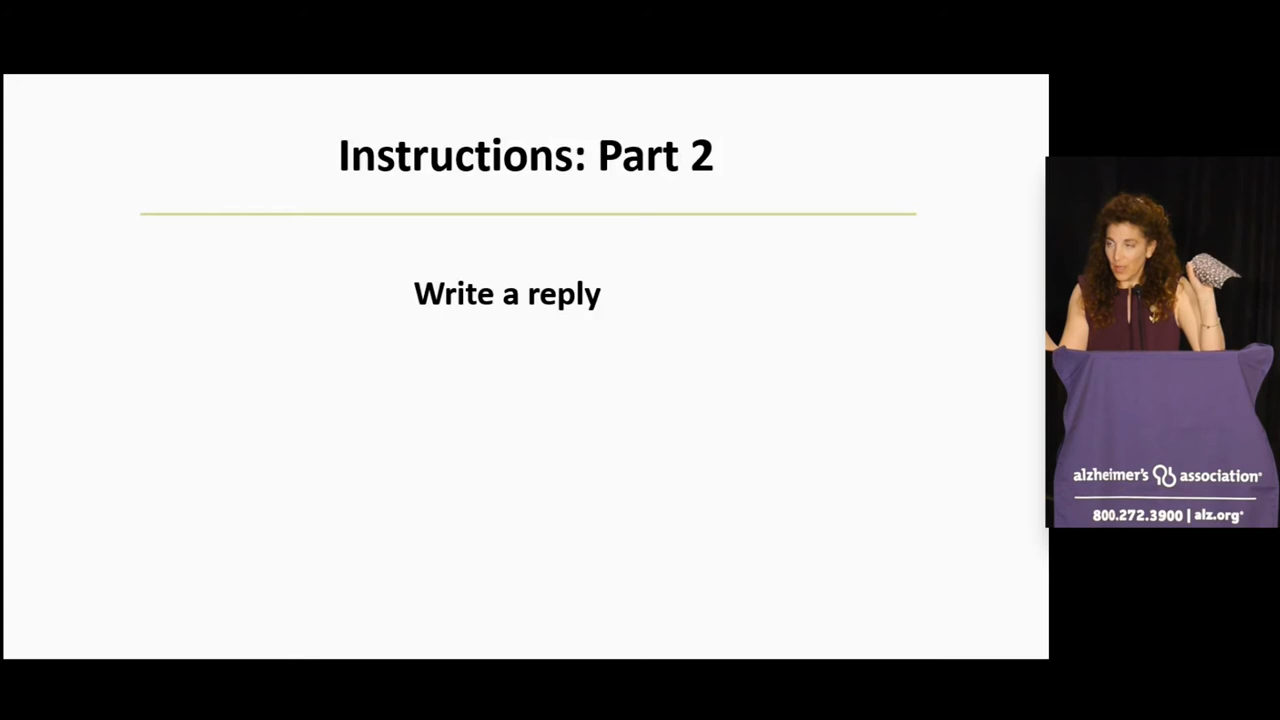 Instructions: Part 2
Write a reply
alzheimer's association®
800.272.3900 | alz.org®